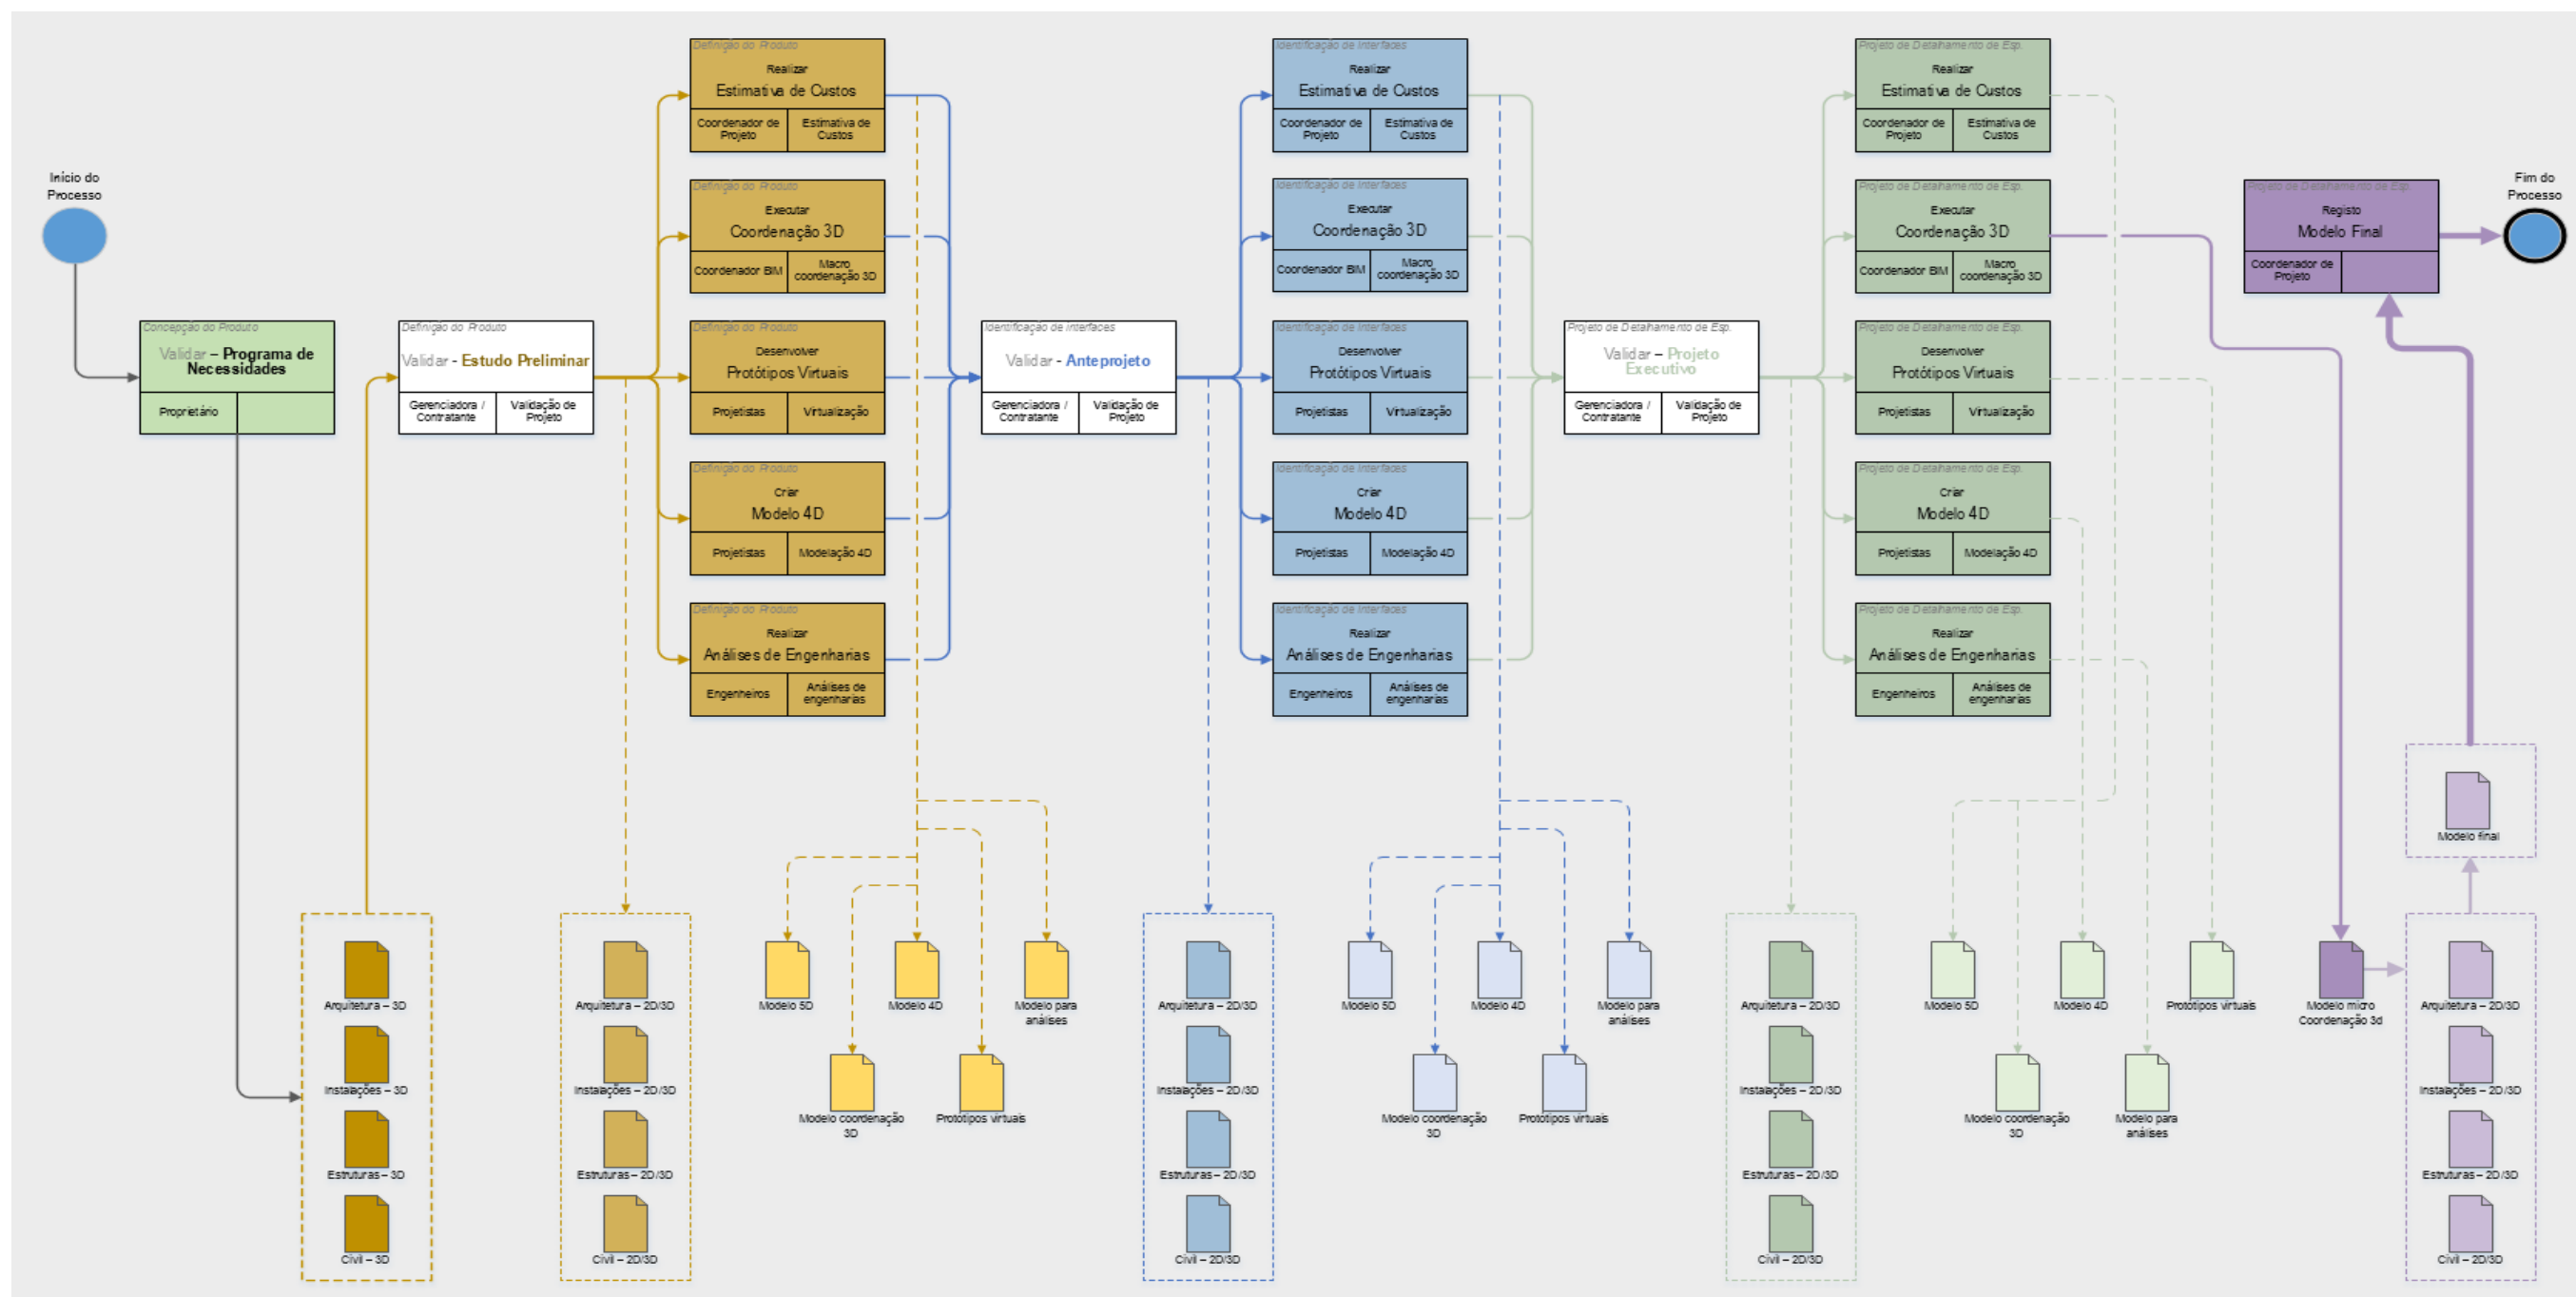 Início do
Processo
Concepção do Produto
Validar – Programa de
Necessidades
Proprietário
Definição do Produto
Validar - Estudo Preliminar
Gerenciadora /
Contratante
Validação de
Projeto
Definição do Produto
Realizar
Estimativa de Custos
Coordenador de
Projeto
Estimativa de
Custos
Definição do Produto
Executar
Coordenação 3D
Coordenador BIM
Macro
coordenação 3D
Definição do Produto
Desenvolver
Protótipos Virtuais
Projetistas
Virtualização
Definição do Produto
Criar
Modelo 4D
Projetistas
Modelação 4D
Definição do Produto
Realizar
Análises de Engenharias
Engenheiros
Análises de
engenharias
Identificação de Interfaces
Validar - Anteprojeto
Gerenciadora /
Contratante
Validação de
Projeto
Identificação de Interfaces
Realizar
Estimativa de Custos
Coordenador de
Projeto
Estimativa de
Custos
Identificação de Interfaces
Executar
Coordenação 3D
Coordenador BIM
Macro
coordenação 3D
Identificação de Interfaces
Desenvolver
Protótipos Virtuais
Projetistas
Virtualização
Identificação de Interfaces
Criar
Modelo 4D
Projetistas
Modelação 4D
Identificação de Interfaces
Realizar
Análises de Engenharias
Engenheiros
Análises de
engenharias
Projeto de Detalhamento de Esp.
Validar – Projeto
Executivo
Gerenciadora /
Contratante
Validação de
Projeto
Projeto de Detalhamento de Esp.
Realizar
Estimativa de Custos
Coordenador de
Projeto
Estimativa de
Custos
Projeto de Detalhamento de Esp.
Executar
Coordenação 3D
Coordenador BIM
Macro
coordenação 3D
Projeto de Detalhamento de Esp.
Desenvolver
Protótipos Virtuais
Projetistas
Virtualização
Projeto de Detalhamento de Esp.
Criar
Modelo 4D
Projetistas
Modelação 4D
Projeto de Detalhamento de Esp.
Realizar
Análises de Engenharias
Engenheiros
Análises de
engenharias
Projeto de Detalhamento de Esp.
Registo
Modelo Final
Coordenador de
Projeto
Fim do
Processo
Modelo final
Arquitetura – 3D
Instalações – 3D
Estruturas – 3D
Civil – 3D
Arquitetura – 2D/3D
Instalações – 2D/3D
Estruturas – 2D/3D
Civil – 2D/3D
Modelo 5D
Modelo 4D
Modelo para
análises
Modelo coordenação
3D
Protótipos virtuais
Arquitetura – 2D/3D
Instalações – 2D/3D
Estruturas – 2D/3D
Civil – 2D/3D
Modelo 5D
Modelo 4D
Modelo para
análises
Modelo coordenação
3D
Protótipos virtuais
Arquitetura – 2D/3D
Instalações – 2D/3D
Estruturas – 2D/3D
Civil – 2D/3D
Modelo 5D
Modelo 4D
Protótipos virtuais
Modelo coordenação
3D
Modelo para
análises
Modelo micro
Coordenação 3d
Arquitetura – 2D/3D
Instalações – 2D/3D
Estruturas – 2D/3D
Civil – 2D/3D